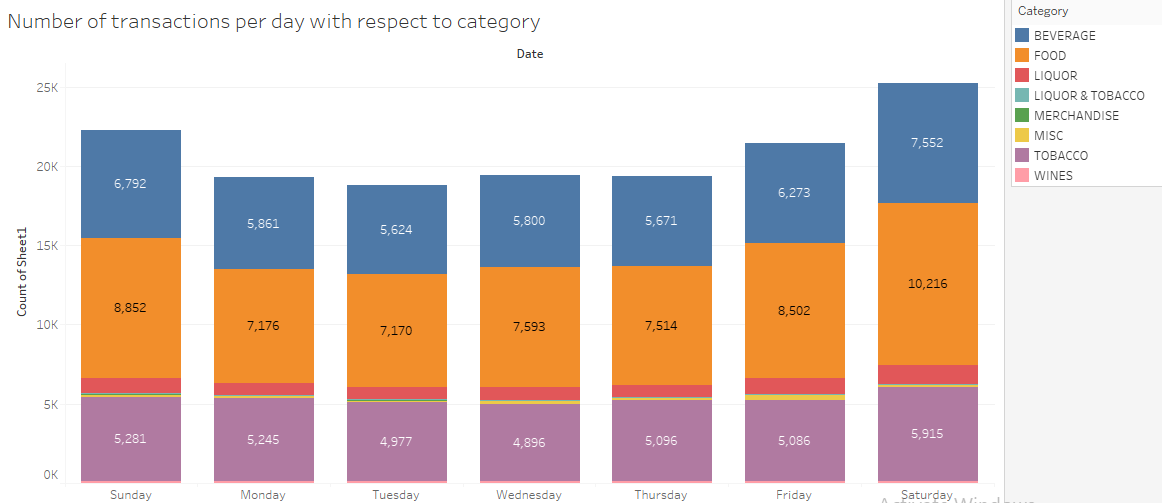 Number of transactions per day with respect to category
Date
Count of Sheet1
25K
20K
15K
10K
5K
0K
6,792 5,861 5,624 5,800 5,671 6,273 7,552
8,852 7,176 7,170 7,593 7,514 8,502 10,216
5,281 5,245 4,977 4,896 5,096 5,086 5,915
Sunday Monday Tuesday Wednesday Thursday Friday Saturday
Category
BEVERAGE
FOOD
LIQUOR
LIQUOR & TOBACCO
MERCHANDISE
MISC
TOBACCO
WINES
Activate Windows